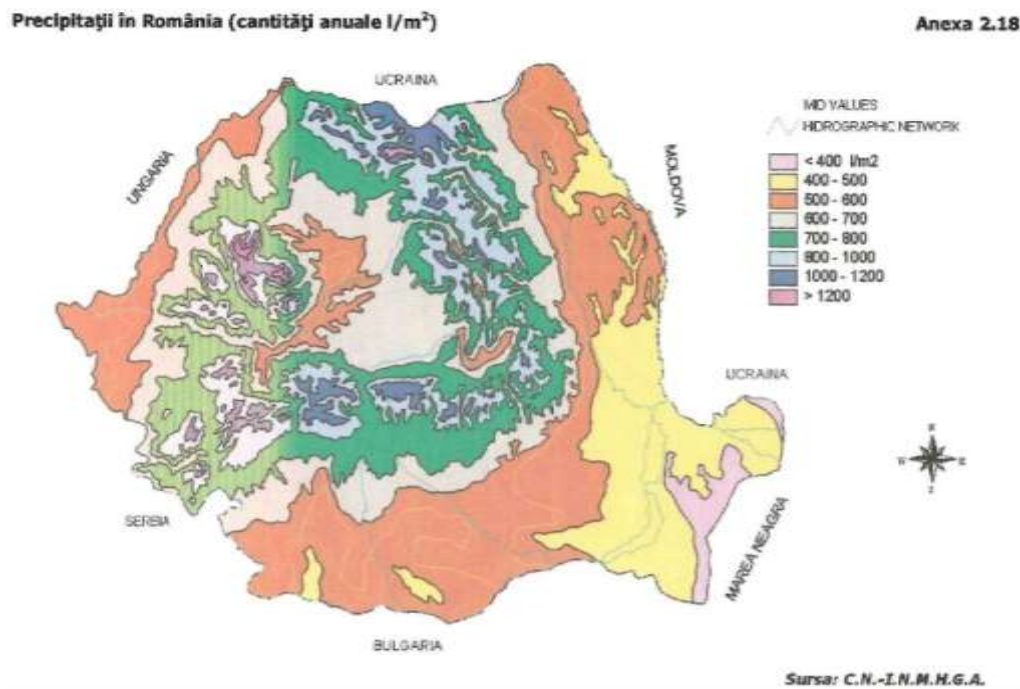 Precipitaţii în România (cantităţi anuale l/m²)
Anexa 2.18
UCRAINA
UNGARIA
MOLDOVA
MID VALUES
HIDROGRAPHIC NETWORK
< 400 l/m2
400 - 500
500 - 600
600 - 700
700 - 800
800 - 1000
1000 - 1200
> 1200
UCRAINA
N
W
E
S
SERBIA
MAREA NEAGRA
BULGARIA
Sursa: C.N.-I.N.M.H.G.A.